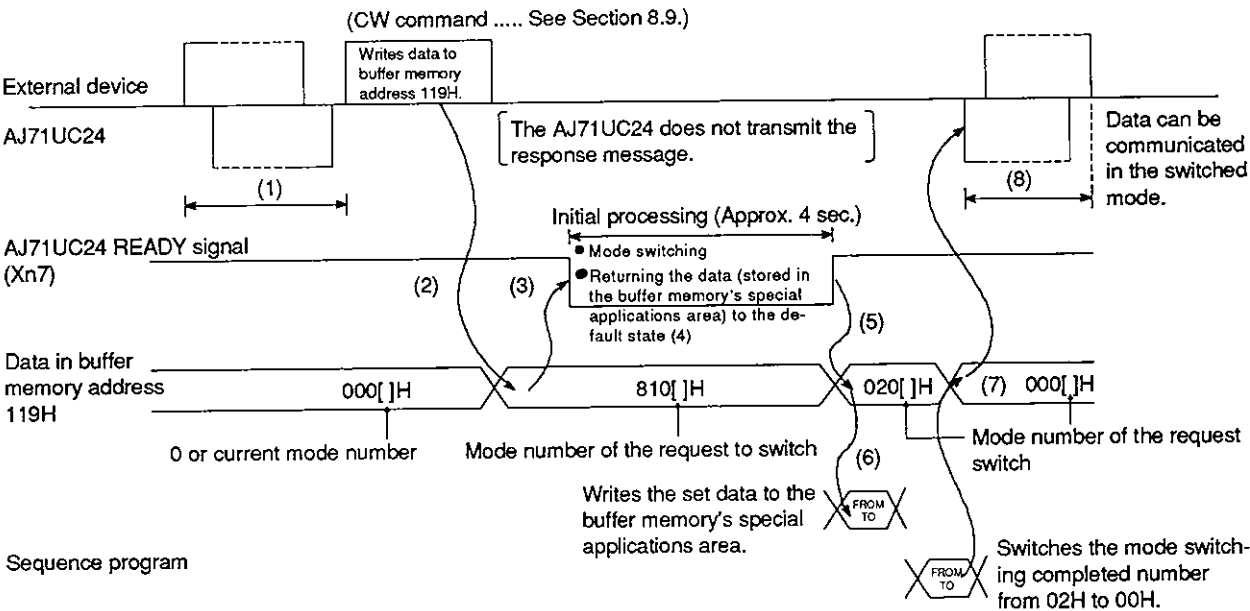 (CW command ..... See Section 8.9.)
Writes data to
buffer memory
address 119H.
External device
AJ71UC24
The AJ71UC24 does not transmit the
response message.
Data can be
communicated
in the switched
mode.
(1)
(8)
Initial processing (Approx. 4 sec.)
AJ71UC24 READY signal
(Xn7)
● Mode switching
● Returning the data (stored in
the buffer memory's special
applications area) to the de-
fault state (4)
(2)
(3)
(5)
Data in buffer
memory address
119H
000[ ]H
810[ ]H
020[ ]H
(7)
000[ ]H
0 or current mode number
Mode number of the request to switch
Mode number of the request
switch
(6)
Writes the set data to the
buffer memory's special
applications area.
FROM
TO
Sequence program
FROM
TO
Switches the mode switch-
ing completed number
from 02H to 00H.